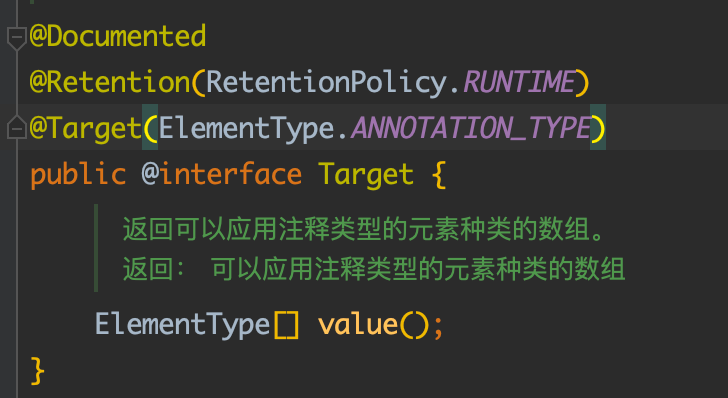 @Documented
@Retention(RetentionPolicy.RUNTIME)
@Target(ElementType.ANNOTATION_TYPE)
public @interface Target {
返回可以应用注释类型的元素种类的数组。
返回： 可以应用注释类型的元素种类的数组
ElementType[] value();
}